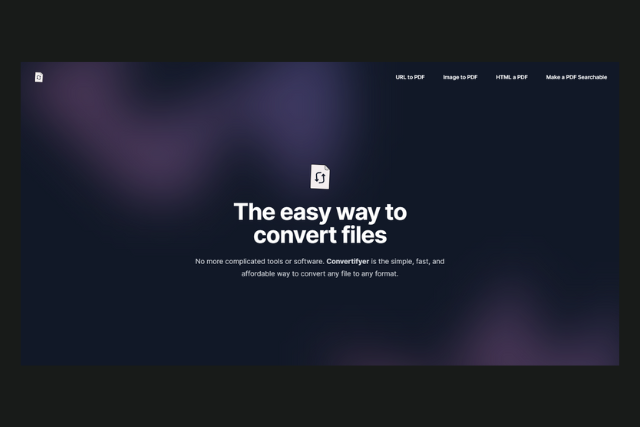 URL to PDF Image to PDF HTML a PDF Make a PDF Searchable
The easy way to
convert files
No more complicated tools or software. Convertifyer is the simple, fast, and
affordable way to convert any file to any format.